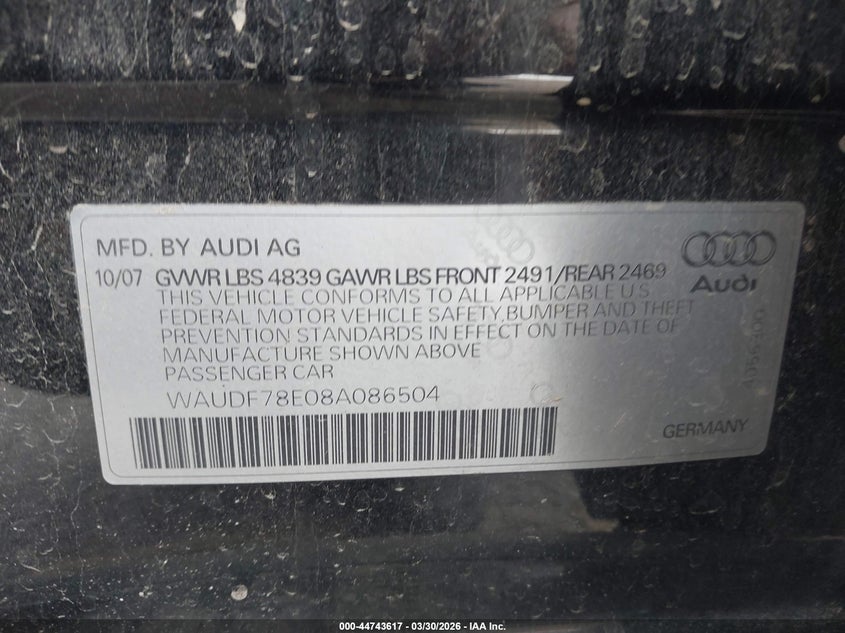 MFD. BY AUDI AG
10/07 GVWR LBS 4839 GAWR LBS FRONT 2491/REAR 2469
Audi
THIS VEHICLE CONFORMS TO ALL APPLICABLE U.S.
FEDERAL MOTOR VEHICLE SAFETY, BUMPER AND THEFT
PREVENTION STANDARDS IN EFFECT ON THE DATE OF
MANUFACTURE SHOWN ABOVE
PASSENGER CAR
WAUDF78E08A086504
GERMANY
000-44743617 | 03/30/2026 - IAA Inc.